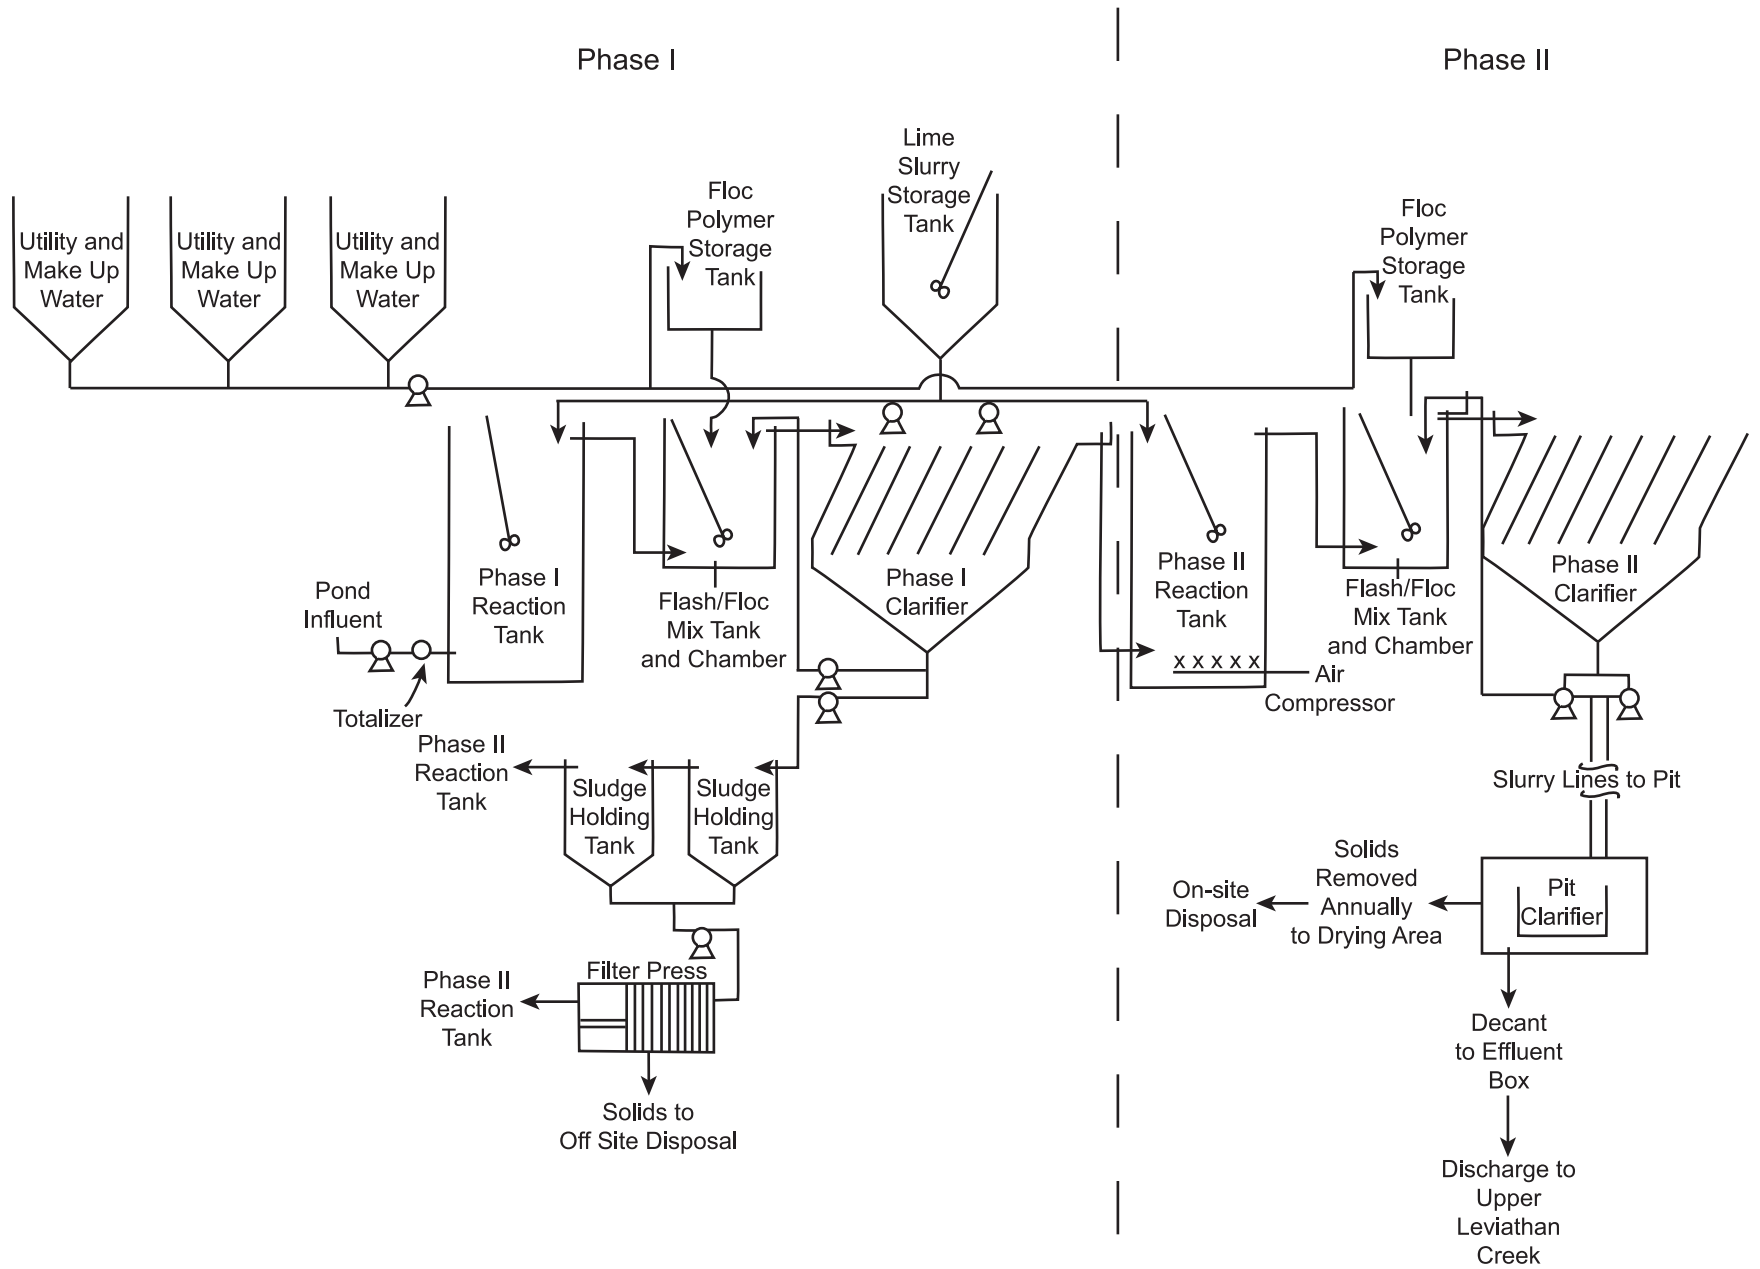 Phase I
Phase II
Utility and
Make Up
Water
Utility and
Make Up
Water
Utility and
Make Up
Water
Floc
Polymer
Storage
Tank
Lime
Slurry
Storage
Tank
Floc
Polymer
Storage
Tank
Pond
Influent
Totalizer
Phase I
Reaction
Tank
Flash/Floc
Mix Tank
and Chamber
Phase I
Clarifier
Phase II
Reaction
Tank
x x x x x
Air
Compressor
Flash/Floc
Mix Tank
and Chamber
Phase II
Clarifier
Phase II
Reaction
Tank
Sludge
Holding
Tank
Sludge
Holding
Tank
Slurry Lines to Pit
On-site
Disposal
Solids
Removed
Annually
to Drying Area
Pit
Clarifier
Phase II
Reaction
Tank
Filter Press
Solids to
Off Site Disposal
Decant
to Effluent
Box
Discharge to
Upper
Leviathan
Creek